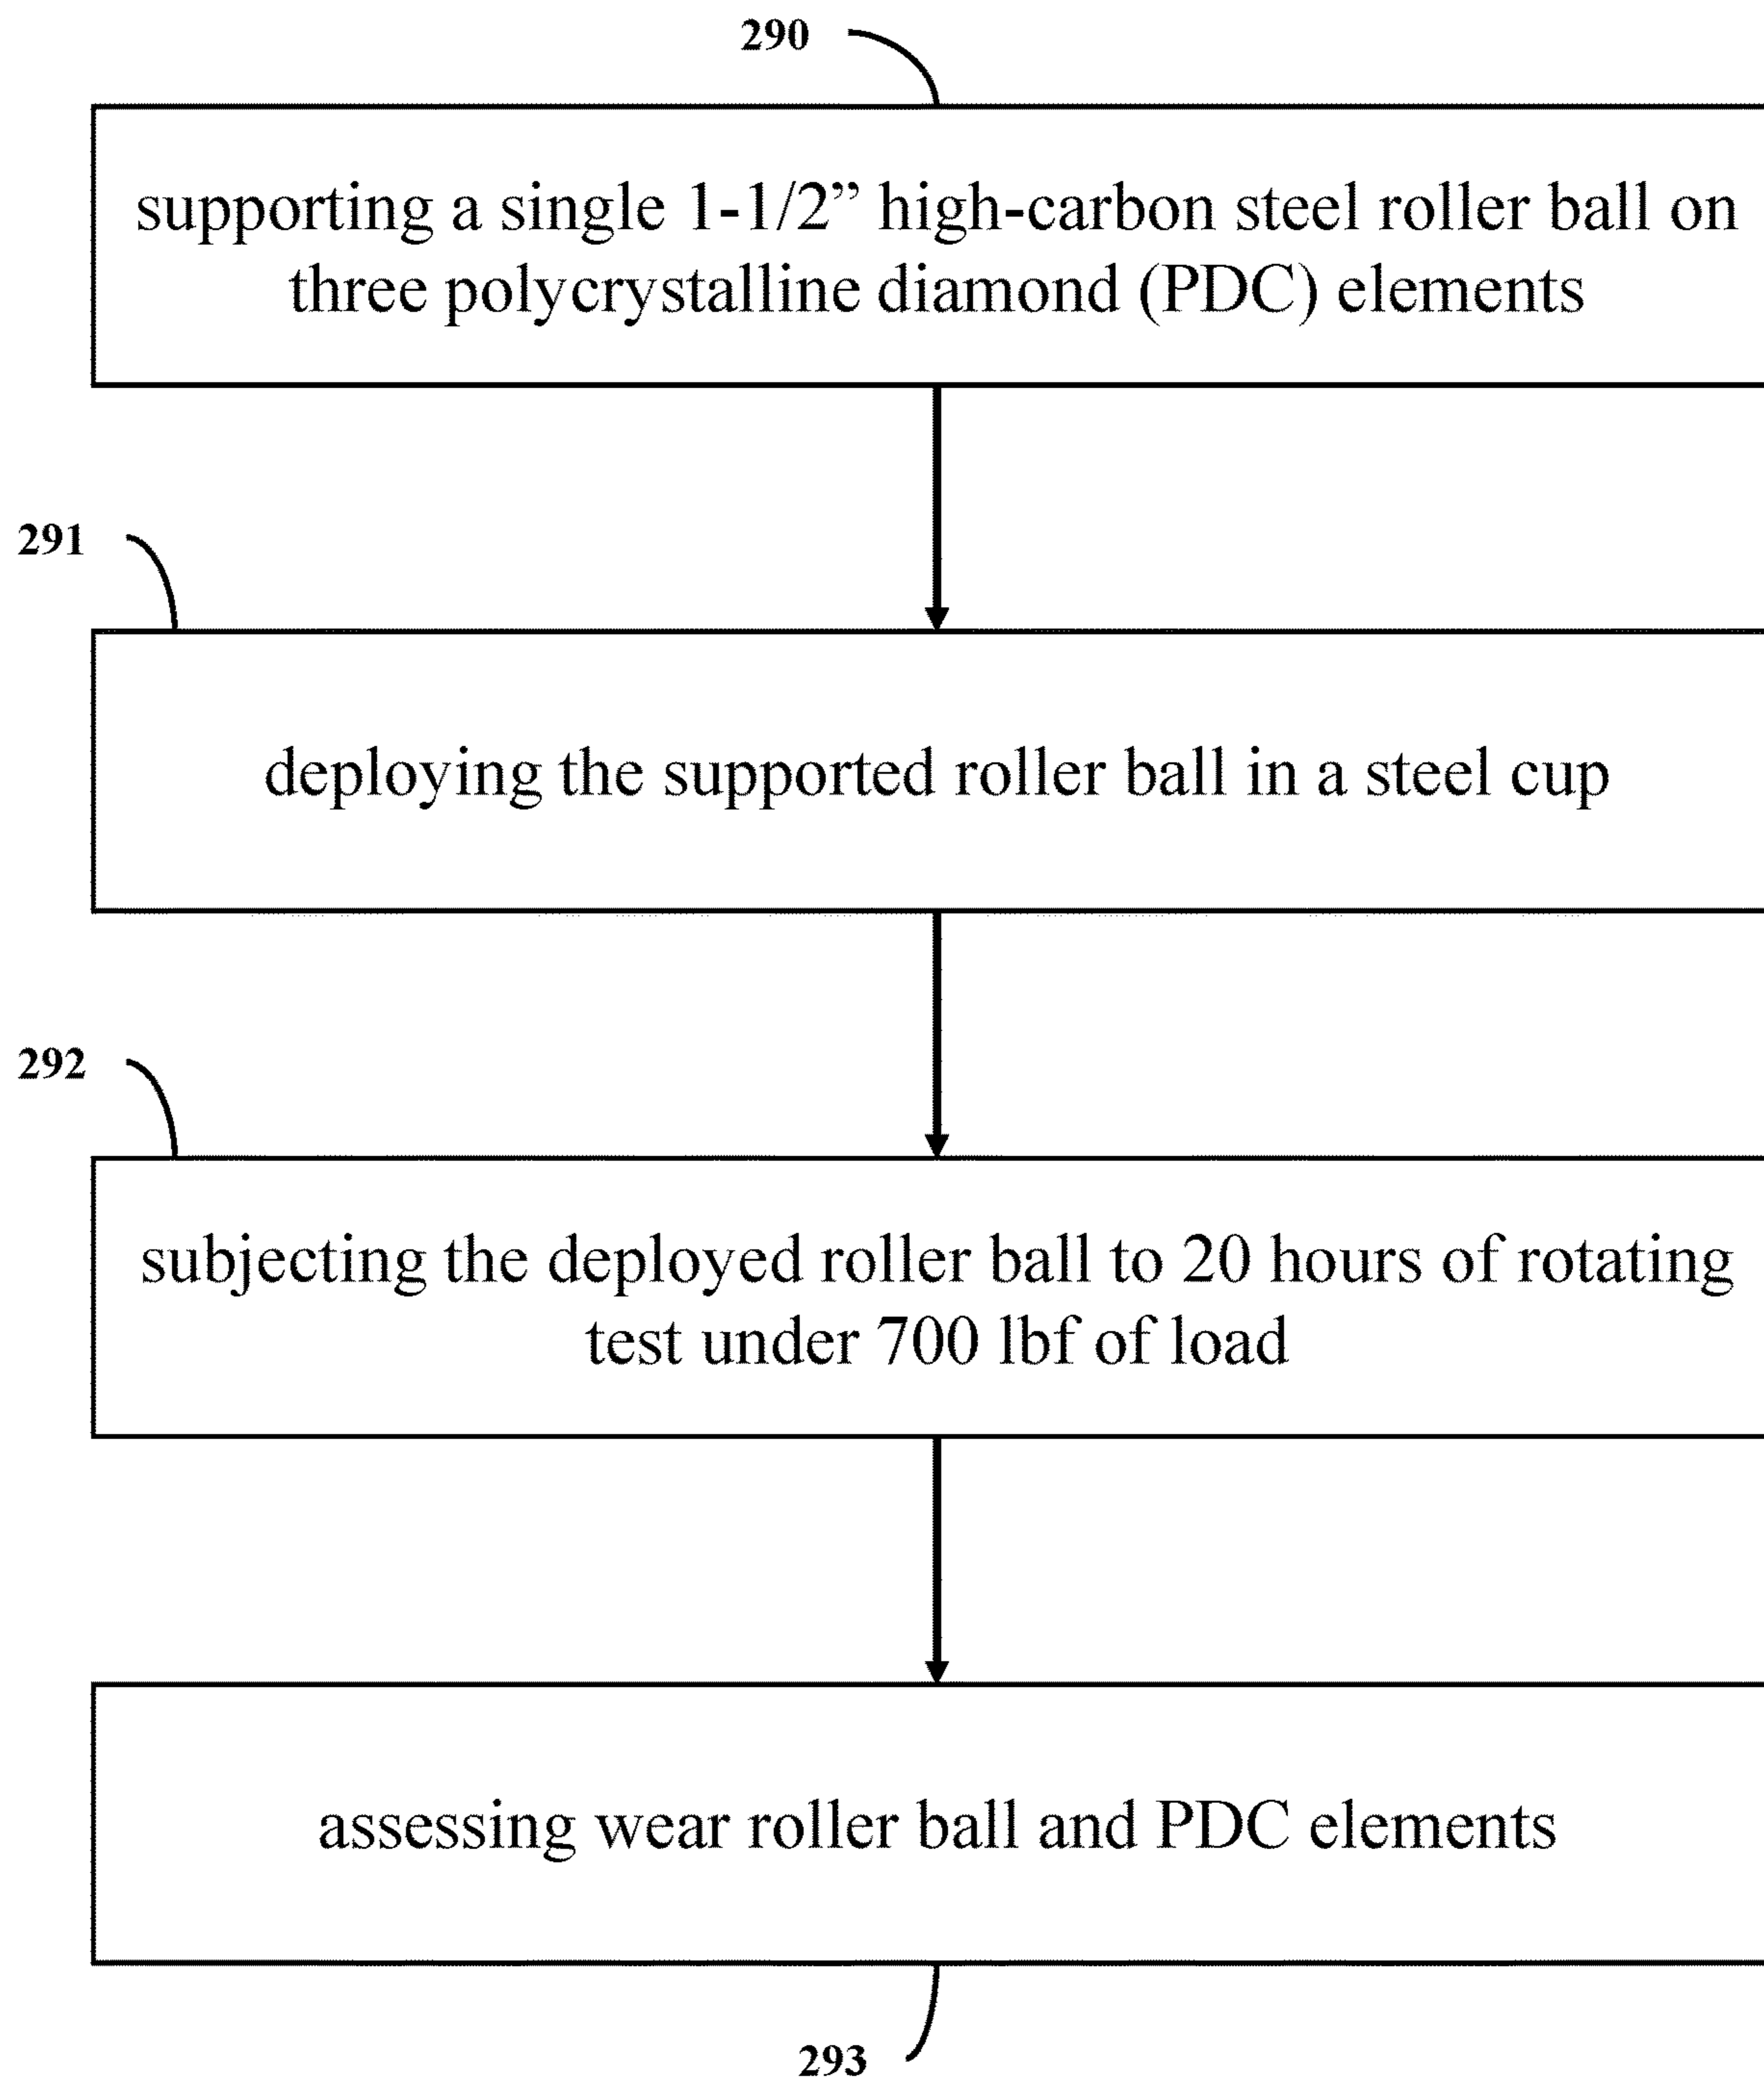 290
supporting a single 1-1/2” high-carbon steel roller ball on
three polycrystalline diamond (PDC) elements
291
deploying the supported roller ball in a steel cup
292
subjecting the deployed roller ball to 20 hours of rotating
test under 700 lbf of load
assessing wear roller ball and PDC elements
293